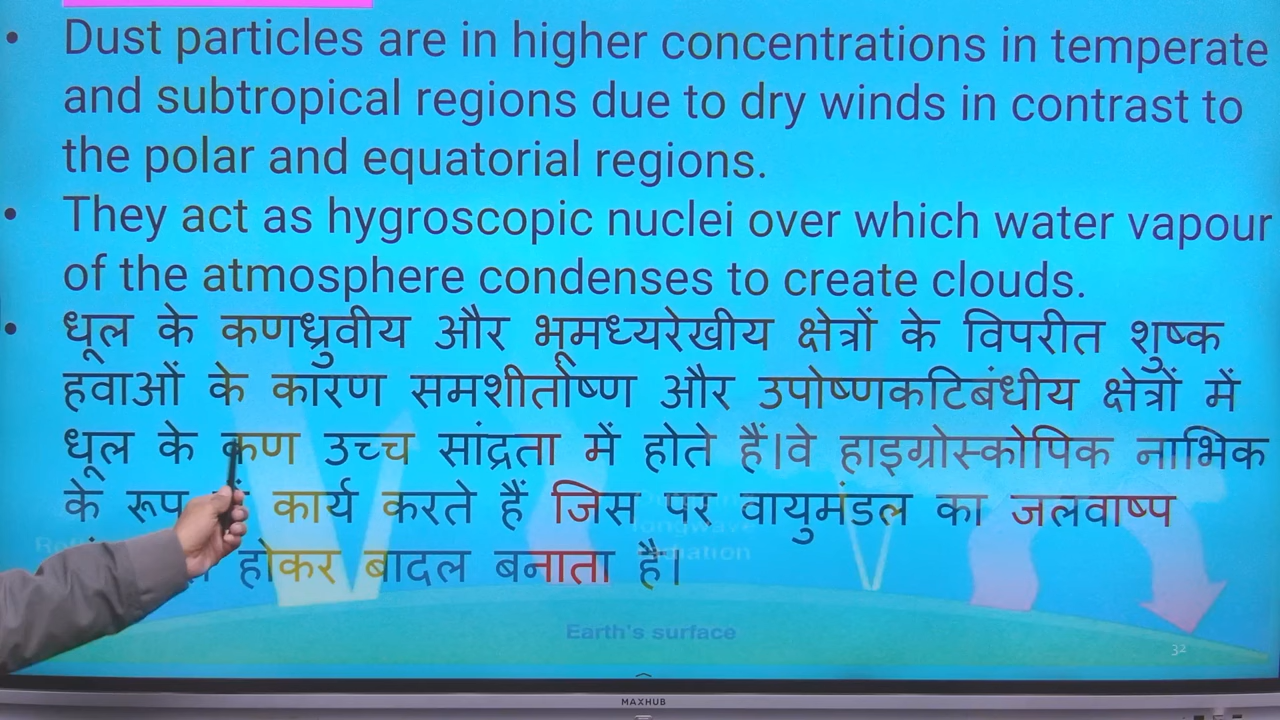 • Dust particles are in higher concentrations in temperate
and subtropical regions due to dry winds in contrast to
the polar and equatorial regions.
• They act as hygroscopic nuclei over which water vapour
of the atmosphere condenses to create clouds.
• धूल के कणध्रुवीय और भूमध्यरेखीय क्षेत्रों के विपरीत शुष्क
हवाओं के कारण समशीतोष्ण और उपोष्णकटिबंधीय क्षेत्रों में
धूल के कण उच्च सांद्रता में होते हैं।वे हाइग्रोस्कोपिक नाभिक
के रूप कार्य करते हैं जिस पर वायुमंडल का जलवाष्प
होकर बादल बनाता है।
longwave
radiation
Earth's surface
32
MAXHUB